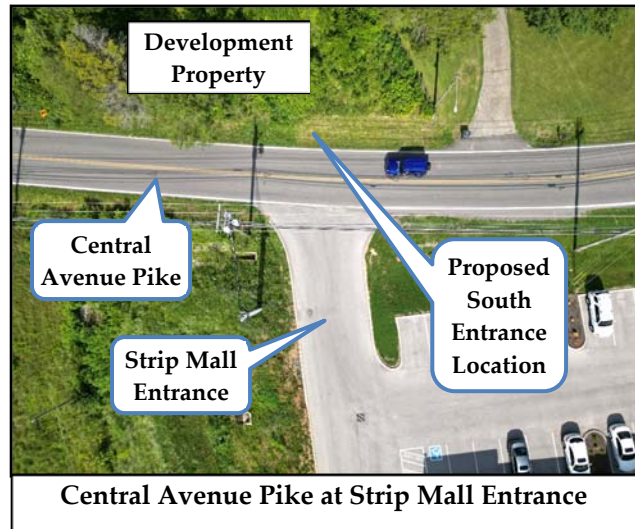 Development
Property
Central
Avenue Pike
Strip Mall
Entrance
Proposed
South
Entrance
Location
Central Avenue Pike at Strip Mall Entrance